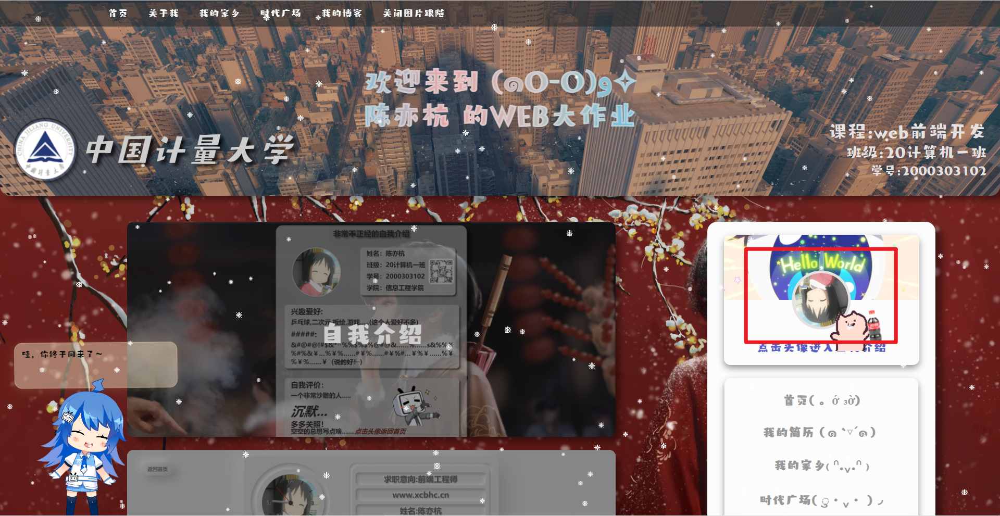 首页 关于我 我的家乡 时代广场 我的博客 关闭图片跟随
欢迎来到 (๑O-O)و✧
陈亦杭 的WEB大作业
CHINA JILIANG UNIVERSITY
中国计量大学
中国计量大学
课程:web前端开发
班级:20计算机一班
学号:2000303102
非常不正经的自我介绍
姓名：陈亦杭
班级：20计算机一班
学号：2000303102
学院：信息工程学院
兴趣爱好:
乒乓球,二次元,板绘,游戏...（这个人爱好不多）
#####:
自我介绍
%￥%......￥（说的好！）
自我评价:
一个非常沙雕的人.....
沉默...
多多关照！
空空的总想写点啥.......点击头像返回首页
哇，你终于回来了～
22
返回首页
求职意向:前端工程师
www.xcbhc.cn
姓名:陈亦杭
Hello,World
点击头像进入 介绍
首页(
我的简历
我的家乡
时代广场